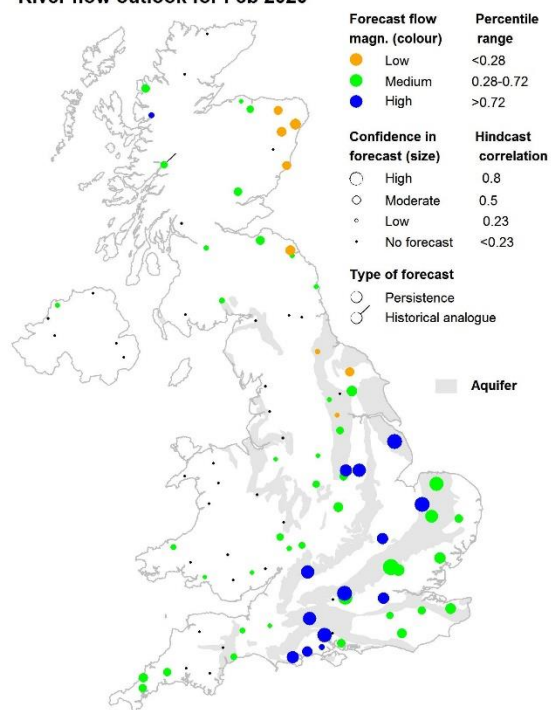 River flow outlook for Feb 2020
Forecast flow Percentile
magn. (colour) range
Low <0.28
Medium 0.28-0.72
High >0.72
Confidence in Hindcast
forecast (size) correlation
High 0.8
Moderate 0.5
Low 0.23
No forecast <0.23
Type of forecast
Persistence
Historical analogue
Aquifer